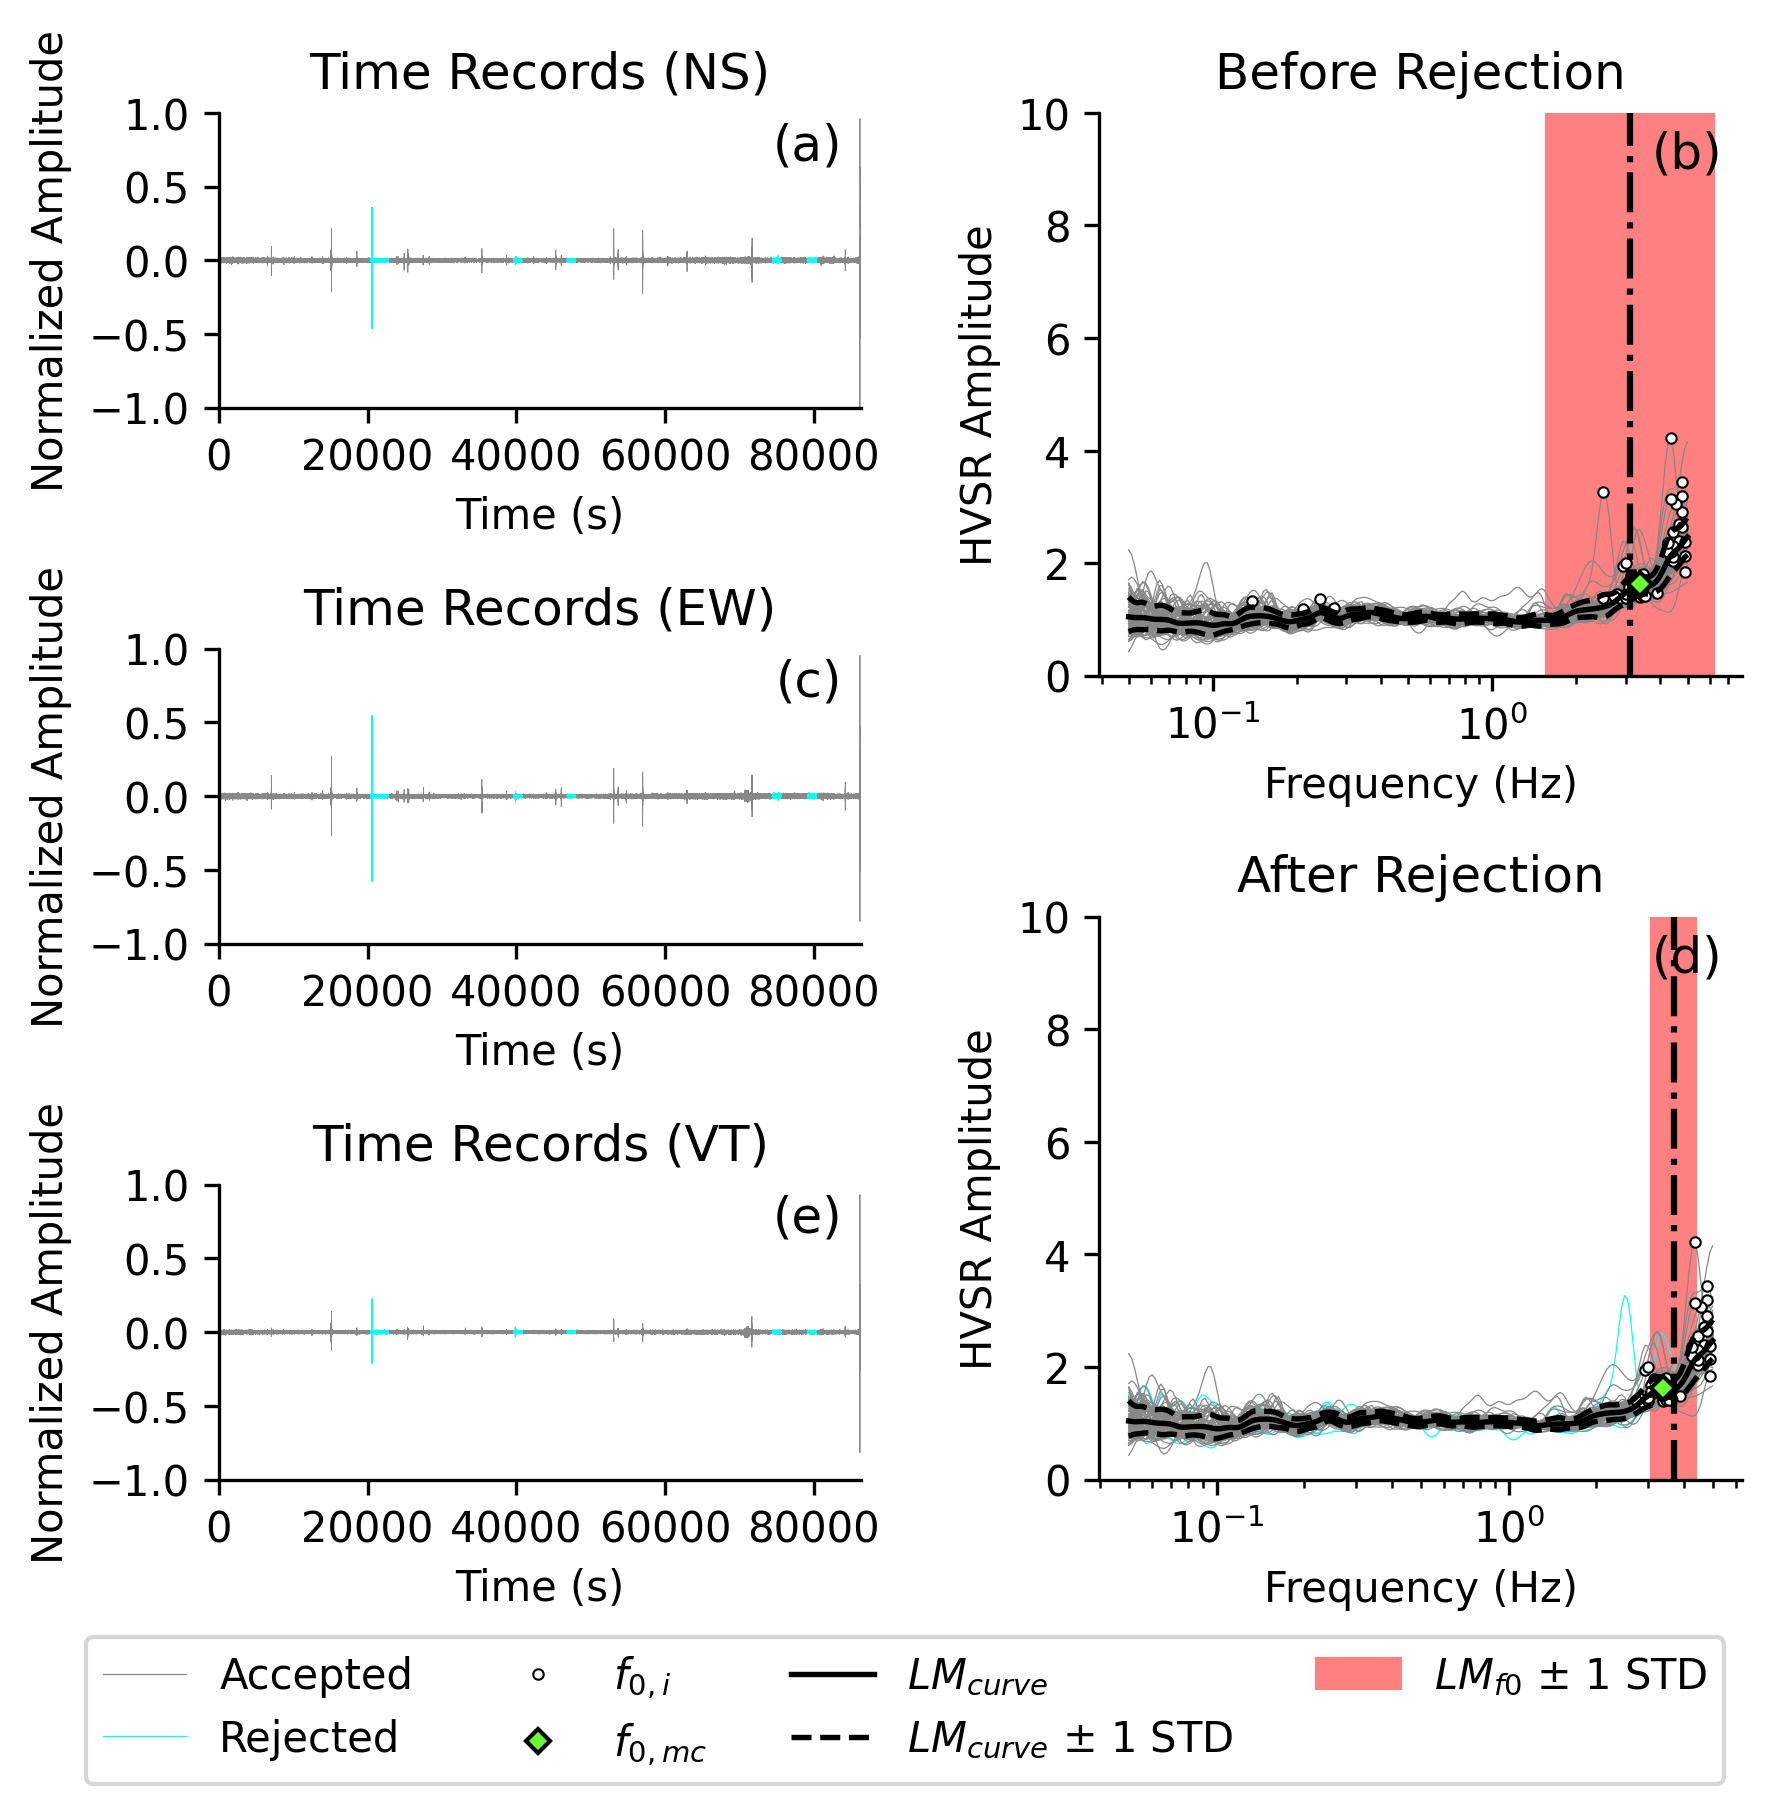 Time Records (NS)
Normalized Amplitude
1.0
0.5
0.0
−0.5
−1.0
(a)
0 20000 40000 60000 80000
Time (s)
Before Rejection
HVSR Amplitude
10
8
6
4
2
0
(b)
10⁻¹ 10⁰
Frequency (Hz)
Time Records (EW)
Normalized Amplitude
1.0
0.5
0.0
−0.5
−1.0
(c)
0 20000 40000 60000 80000
Time (s)
After Rejection
HVSR Amplitude
10
8
6
4
2
0
(d)
10⁻¹ 10⁰
Frequency (Hz)
Time Records (VT)
Normalized Amplitude
1.0
0.5
0.0
−0.5
−1.0
(e)
0 20000 40000 60000 80000
Time (s)
Accepted f0,i LMcurve LMf0 ± 1 STD
Rejected f0,mc LMcurve ± 1 STD